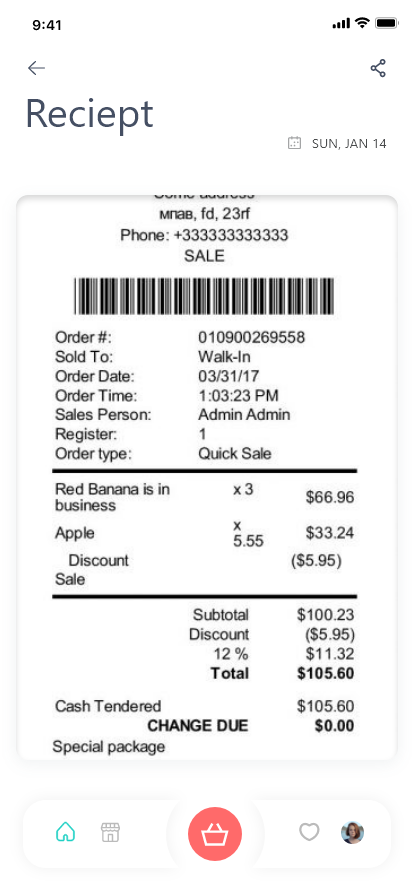 9:41
Reciept
SUN, JAN 14
мпав, fd, 23rf
Phone: +333333333333
SALE
Order #: 010900269558
Sold To: Walk-In
Order Date: 03/31/17
Order Time: 1:03:23 PM
Sales Person: Admin Admin
Register: 1
Order type: Quick Sale
Red Banana is in business x 3 $66.96
Apple x 5.55 $33.24
Discount ($5.95)
Sale
Subtotal $100.23
Discount ($5.95)
12 % $11.32
Total $105.60
Cash Tendered $105.60
CHANGE DUE $0.00
Special package